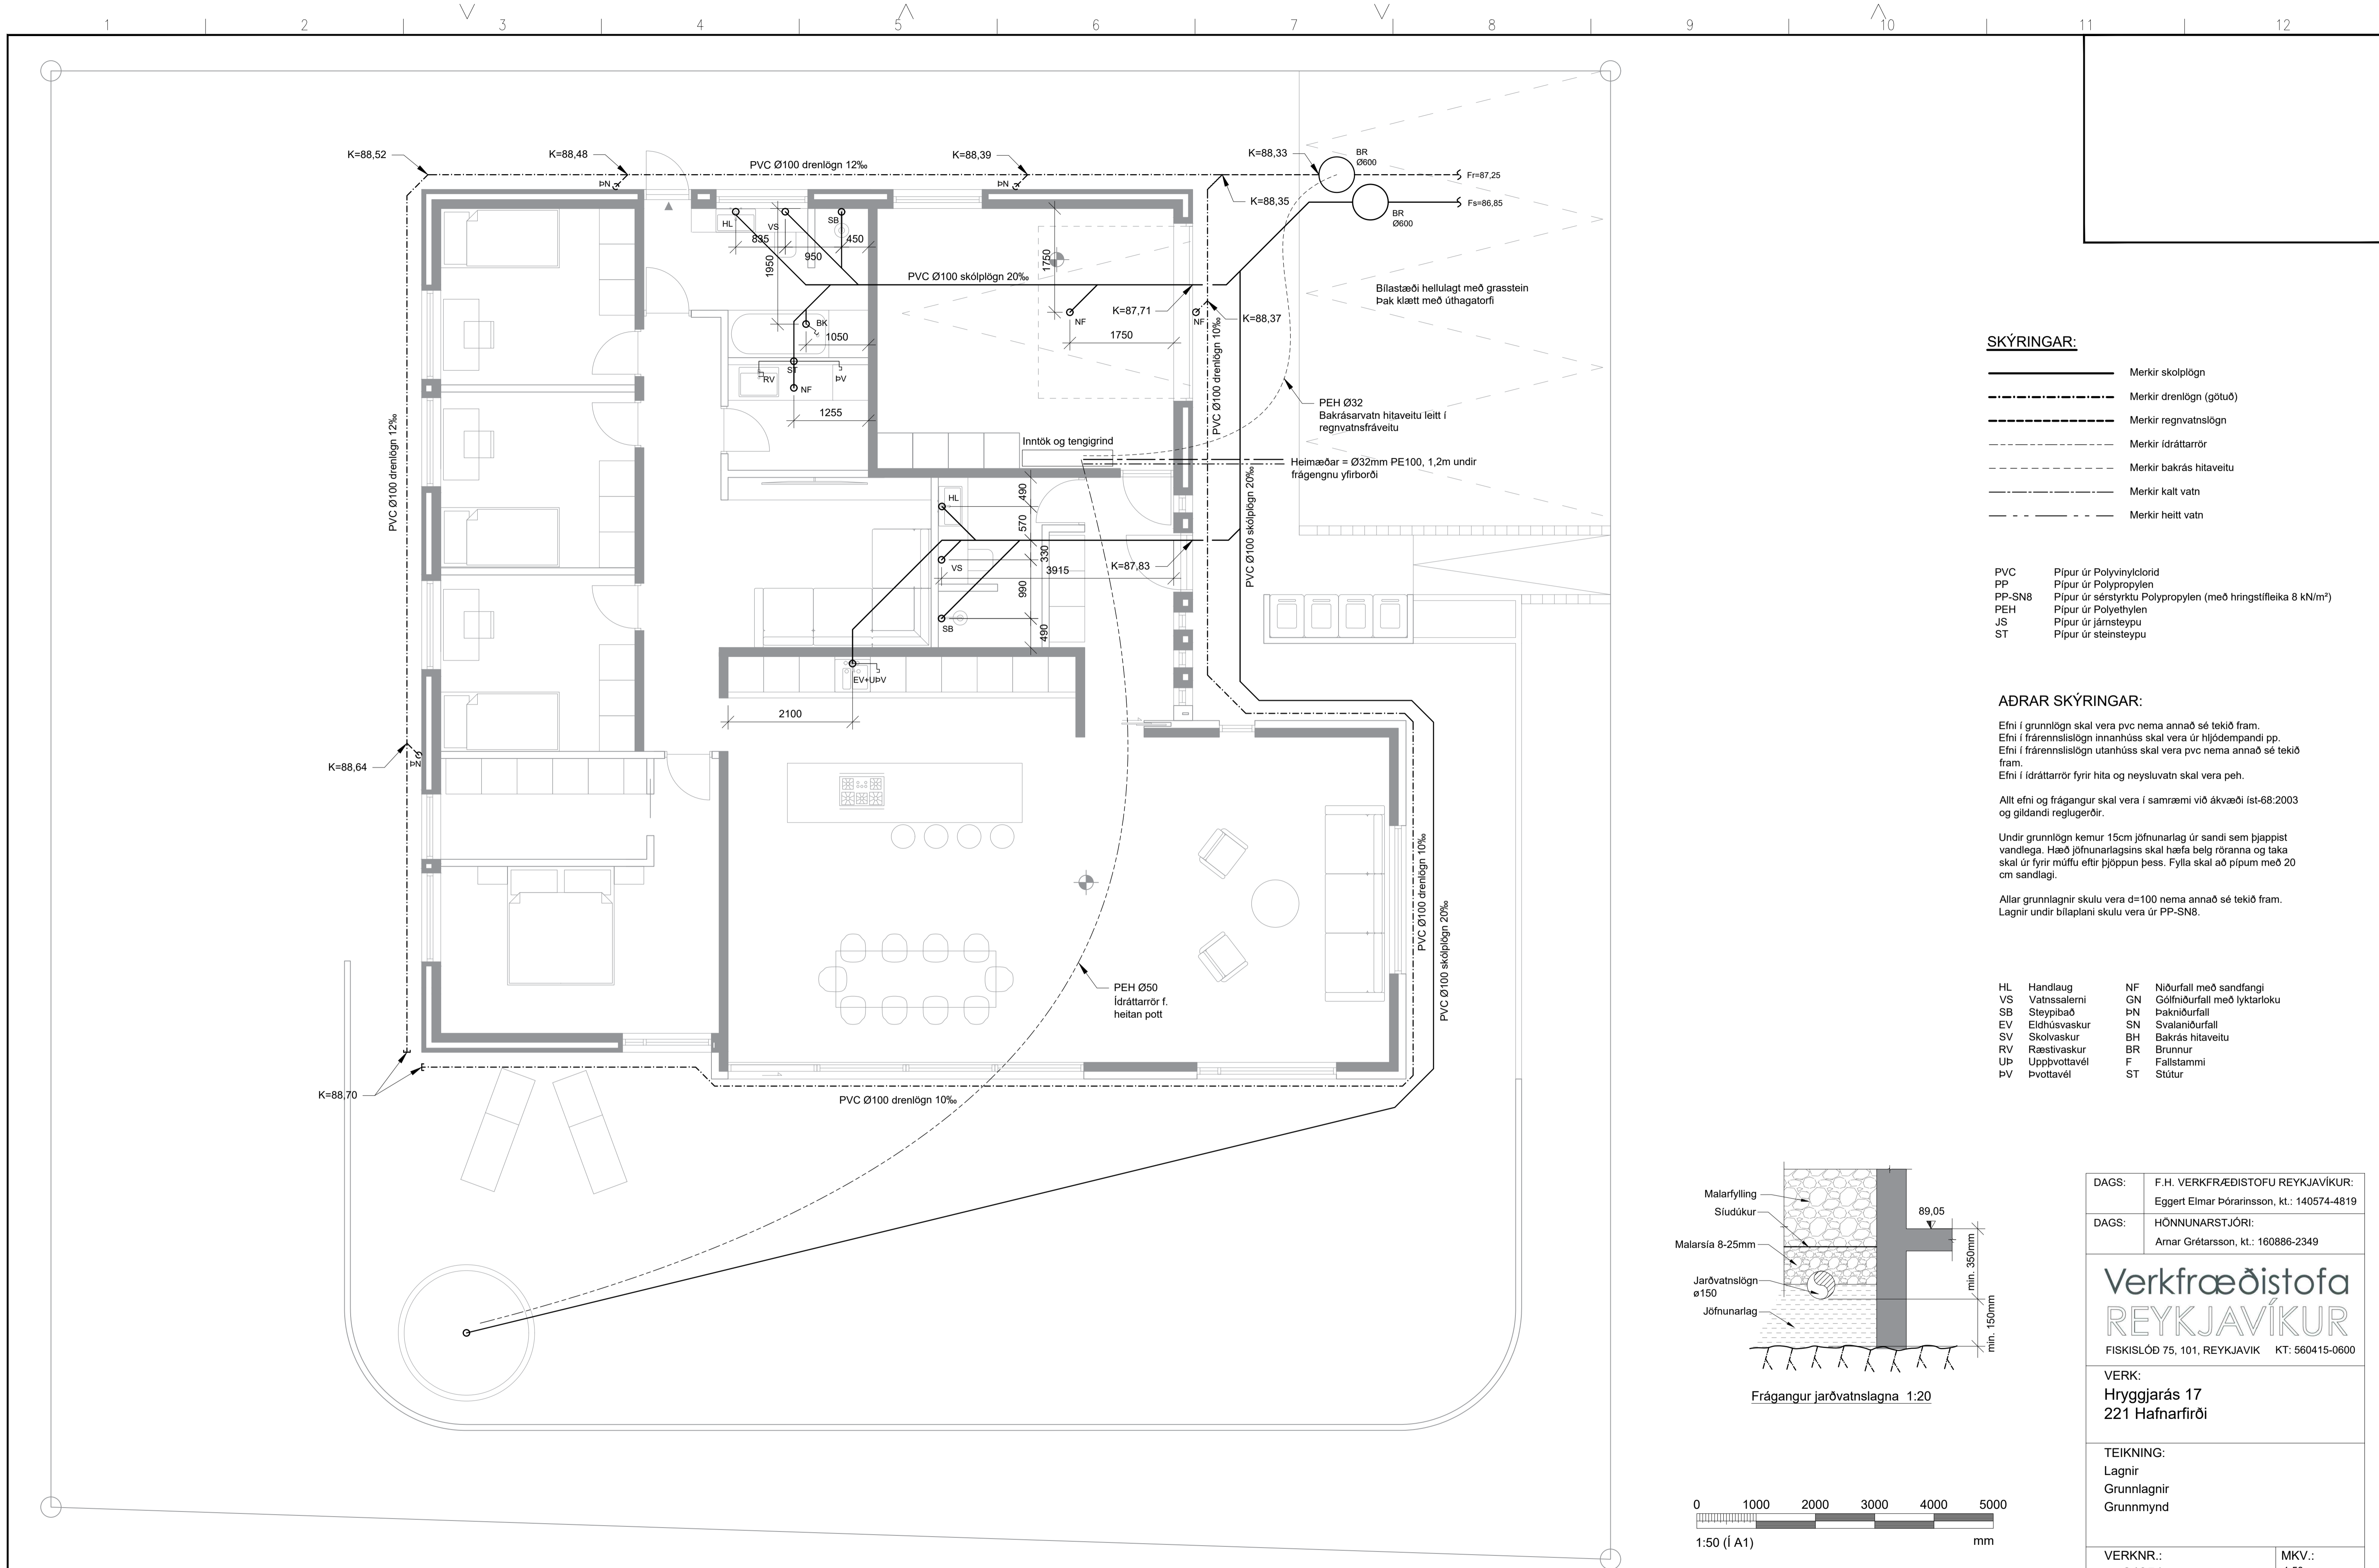 1 2 3 4 5 6 7 8 9 10 11 12
K=88,52
K=88,48
PVC Ø100 drenlögn 12‰
K=88,39
K=88,33
BR
Ø600
Fr=87,25
ÞN
ÞN
K=88,35
Fs=86,85
BR
Ø600
HL
VS
SB
835
950
450
1950
1750
PVC Ø100 skólplögn 20‰
Bílastæði hellulagt með grasstein
Þak klætt með úthagatorfi
K=87,71
NF
NF
K=88,37
BK
1050
1750
ST
RV
ÞV
NF
1255
PVC Ø100 drenlögn 10‰
PEH Ø32
Bakrásarvatn hitaveitu leitt í
regnvatnsfráveitu
PVC Ø100 drenlögn 12‰
Inntök og tengigrind
Heimæðar = Ø32mm PE100, 1,2m undir
frágengnu yfirborði
HL
490
570
330
3915
K=87,83
VS
990
SB
490
PVC Ø100 skólplögn 20‰
EV+UÞV
2100
K=88,64
ÞN
PVC Ø100 drenlögn 10‰
PVC Ø100 skólplögn 20‰
PEH Ø50
Ídráttarrör f.
heitan pott
K=88,70
PVC Ø100 drenlögn 10‰
SKÝRINGAR:
Merkir skolplögn
Merkir drenlögn (götuð)
Merkir regnvatnslögn
Merkir ídráttarrör
Merkir bakrás hitaveitu
Merkir kalt vatn
Merkir heitt vatn
PVC Pípur úr Polyvinylclorid
PP Pípur úr Polypropylen
PP-SN8 Pípur úr sérstyrktu Polypropylen (með hringstífleika 8 kN/m²)
PEH Pípur úr Polyethylen
JS Pípur úr járnsteypu
ST Pípur úr steinsteypu
AÐRAR SKÝRINGAR:
Efni í grunnlögn skal vera pvc nema annað sé tekið fram.
Efni í frárennslislögn innanhúss skal vera úr hljódempandi pp.
Efni í frárennslislögn utanhúss skal vera pvc nema annað sé tekið
fram.
Efni í ídráttarrör fyrir hita og neysluvatn skal vera peh.
Allt efni og frágangur skal vera í samræmi við ákvæði íst-68:2003
og gildandi reglugerðir.
Undir grunnlögn kemur 15cm jöfnunarlag úr sandi sem þjappist
vandlega. Hæð jöfnunarlagsins skal hæfa belg röranna og taka
skal úr fyrir múffu eftir þjöppun þess. Fylla skal að pípum með 20
cm sandlagi.
Allar grunnlagnir skulu vera d=100 nema annað sé tekið fram.
Lagnir undir bílaplani skulu vera úr PP-SN8.
HL Handlaug NF Niðurfall með sandfangi
VS Vatnssalerni GN Gólfniðurfall með lyktarloku
SB Steypibað ÞN Þakniðurfall
EV Eldhúsvaskur SN Svalaniðurfall
SV Skolvaskur BH Bakrás hitaveitu
RV Ræstivaskur BR Brunnur
UÞ Uppþvottavél F Fallstammi
ÞV Þvottavél ST Stútur
Malarfylling
Síudúkur
Malarsía 8-25mm
Jarðvatnslögn
ø150
Jöfnunarlag
89,05
min. 350mm
min. 150mm
Frágangur jarðvatnslagna 1:20
0 1000 2000 3000 4000 5000
1:50 (Í A1) mm
DAGS: F.H. VERKFRÆÐISTOFU REYKJAVÍKUR:
Eggert Elmar Þórarinsson, kt.: 140574-4819
DAGS: HÖNNUNARSTJÓRI:
Arnar Grétarsson, kt.: 160886-2349
Verkfræðistofa
REYKJAVÍKUR
FISKISLÓÐ 75, 101, REYKJAVIK KT: 560415-0600
VERK:
Hryggjarás 17
221 Hafnarfirði
TEIKNING:
Lagnir
Grunnlagnir
Grunnmynd
VERKNR.: MKV.: